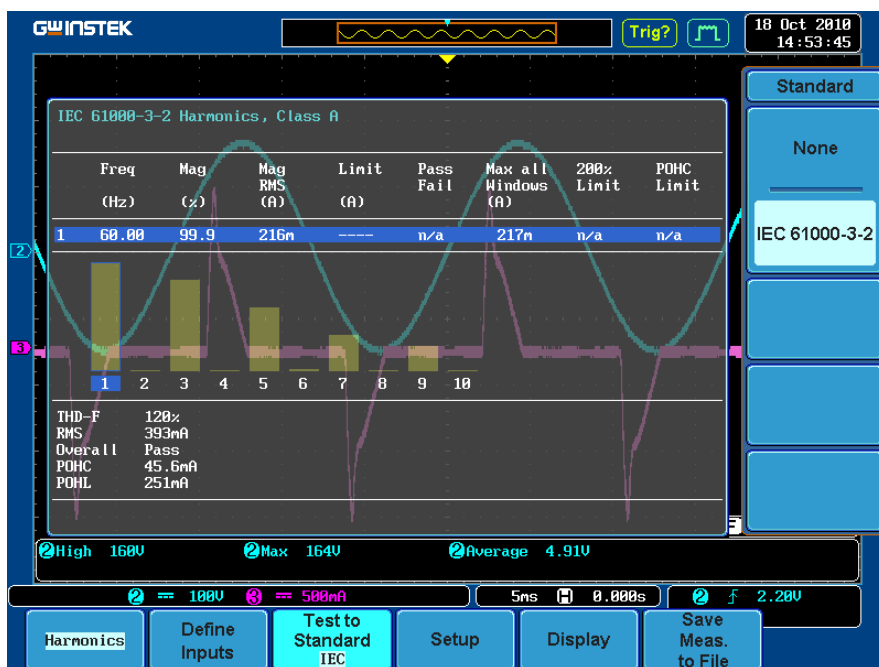 GWINSTEK
Trig?
18 Oct 2010
14:53:45
Standard
None
IEC 61000-3-2
IEC 61000-3-2 Harmonics, Class A
Freq Mag Mag Limit Pass Max all 200% POHC
RMS Fail Windows Limit Limit
(Hz) (%) (A) (A) (A)
1 60.00 99.9 216m ---- n/a 217m n/a n/a
2
3
1 2 3 4 5 6 7 8 9 10
THD-F 120%
RMS 393mA
Overall Pass
POHC 45.6mA
POHL 251mA
2 High 160V 2 Max 164V 2 Average 4.91V
2 100V 3 500mA 5ms H 0.000s 2 2.20V
Harmonics
Define
Inputs
Test to
Standard
IEC
Setup
Display
Save
Meas.
to File